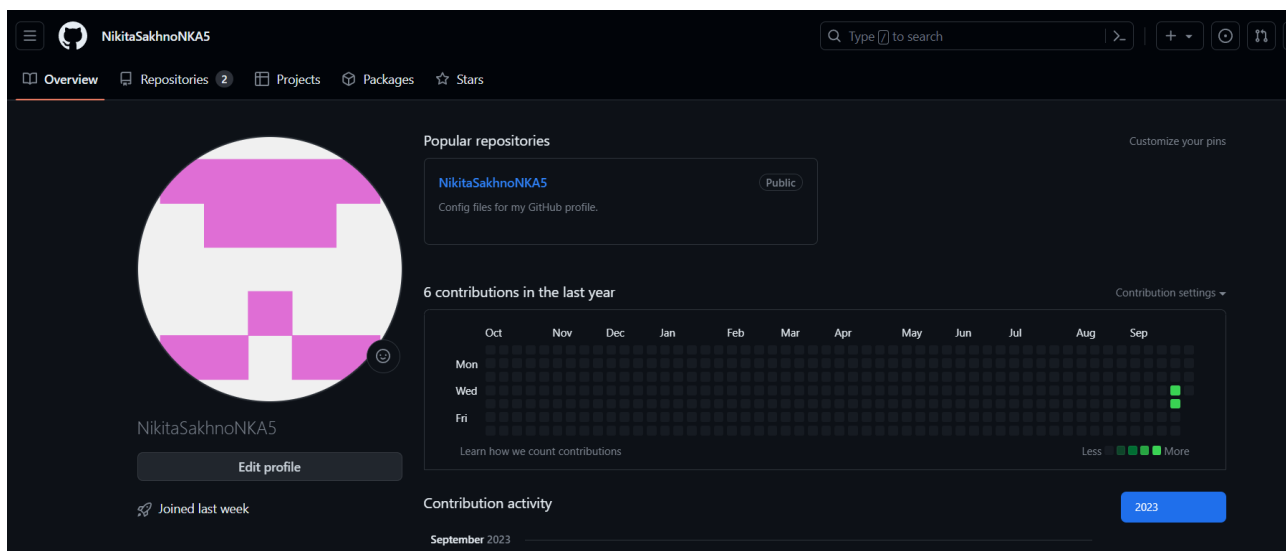 NikitaSakhnoNKA5
Type / to search
Overview Repositories 2 Projects Packages Stars
Popular repositories Customize your pins
NikitaSakhnoNKA5 Public
Config files for my GitHub profile.
6 contributions in the last year Contribution settings
Oct Nov Dec Jan Feb Mar Apr May Jun Jul Aug Sep
Mon
Wed
Fri
Learn how we count contributions Less More
NikitaSakhnoNKA5
Edit profile
Joined last week
Contribution activity 2023
September 2023